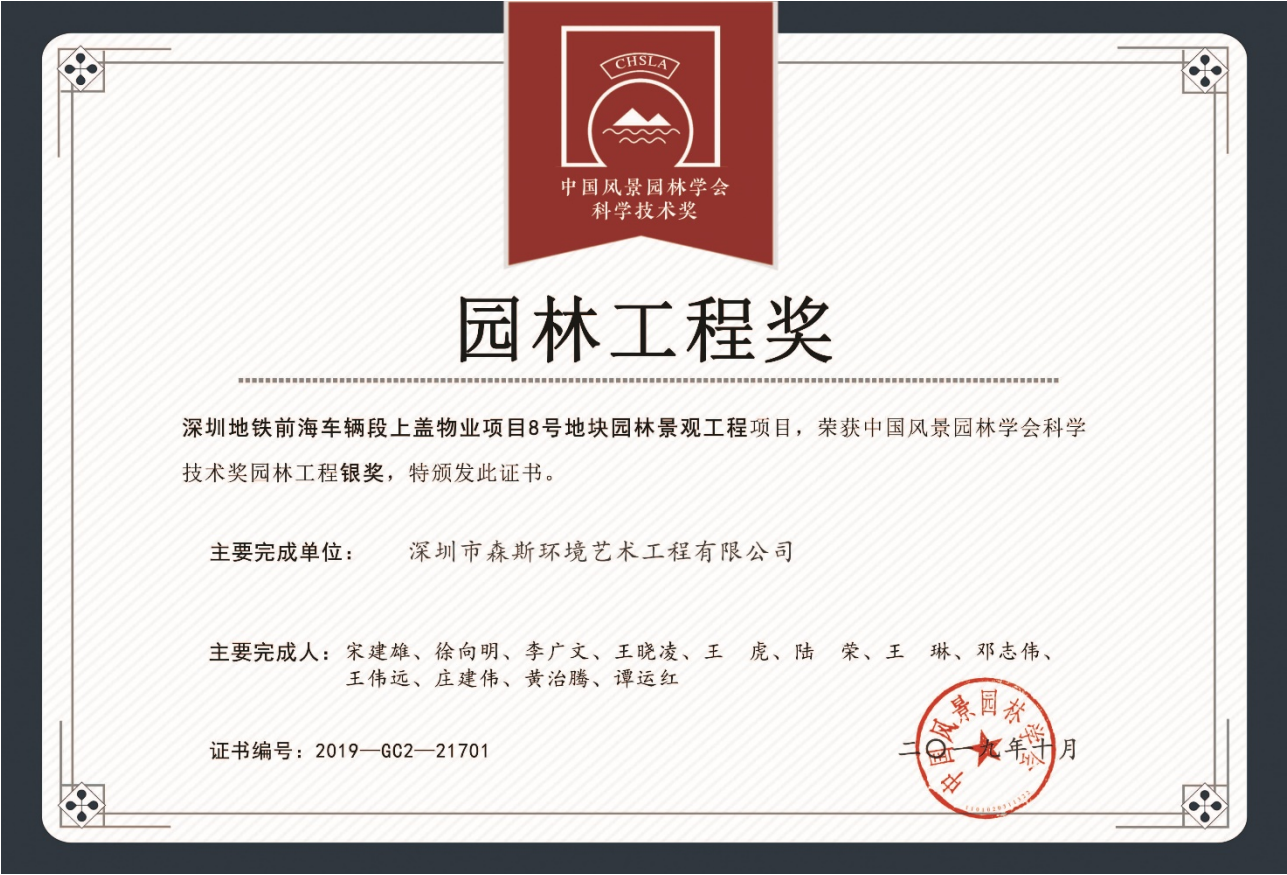 CHSLA
中国风景园林学会
科学技术奖
园林工程奖
深圳地铁前海车辆段上盖物业项目8号地块园林景观工程项目，荣获中国风景园林学会科学
技术奖园林工程银奖，特颁发此证书。
主要完成单位： 深圳市森斯环境艺术工程有限公司
主要完成人：宋建雄、徐向明、李广文、王晓凌、王　虎、陆　荣、王　琳、邓志伟、
王伟远、庄建伟、黄治腾、谭运红
证书编号：2019—GC2—21701
二〇一九年十月
中国风景园林学会